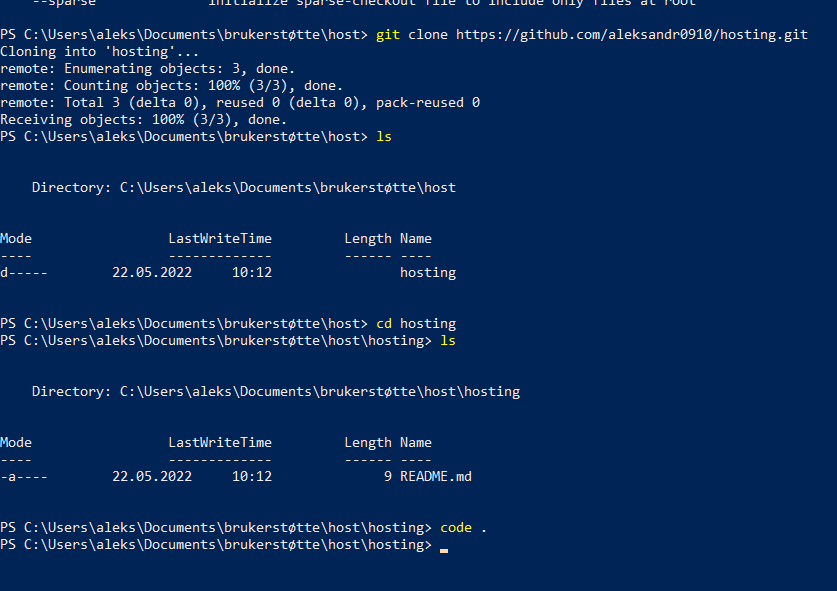 --sparse              initialize sparse-checkout file to include only files at root
PS C:\Users\aleks\Documents\brukerstøtte\host> git clone https://github.com/aleksandr0910/hosting.git
Cloning into 'hosting'...
remote: Enumerating objects: 3, done.
remote: Counting objects: 100% (3/3), done.
remote: Total 3 (delta 0), reused 0 (delta 0), pack-reused 0
Receiving objects: 100% (3/3), done.
PS C:\Users\aleks\Documents\brukerstøtte\host> ls
Directory: C:\Users\aleks\Documents\brukerstøtte\host
Mode                 LastWriteTime         Length Name
----                 -------------         ------ ----
d-----        22.05.2022     10:12                hosting
PS C:\Users\aleks\Documents\brukerstøtte\host> cd hosting
PS C:\Users\aleks\Documents\brukerstøtte\host\hosting> ls
Directory: C:\Users\aleks\Documents\brukerstøtte\host\hosting
Mode                 LastWriteTime         Length Name
----                 -------------         ------ ----
-a----        22.05.2022     10:12              9 README.md
PS C:\Users\aleks\Documents\brukerstøtte\host\hosting> code .
PS C:\Users\aleks\Documents\brukerstøtte\host\hosting>